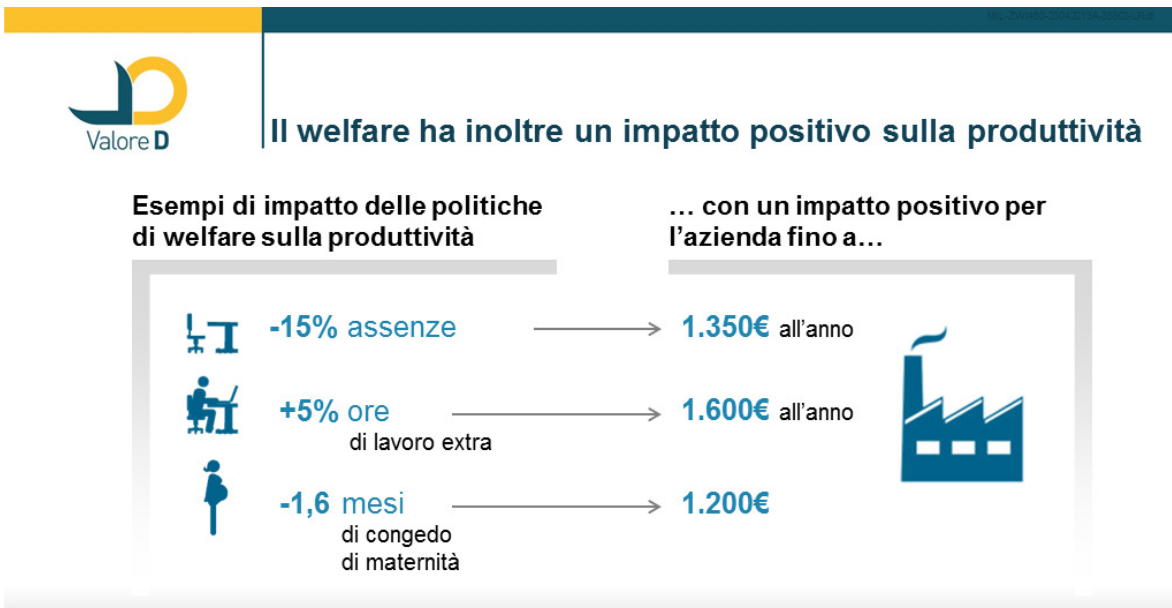 Valore D
Il welfare ha inoltre un impatto positivo sulla produttività
Esempi di impatto delle politiche
di welfare sulla produttività
… con un impatto positivo per
l’azienda fino a…
-15% assenze
1.350€ all’anno
+5% ore
di lavoro extra
1.600€ all’anno
-1,6 mesi
di congedo
di maternità
1.200€